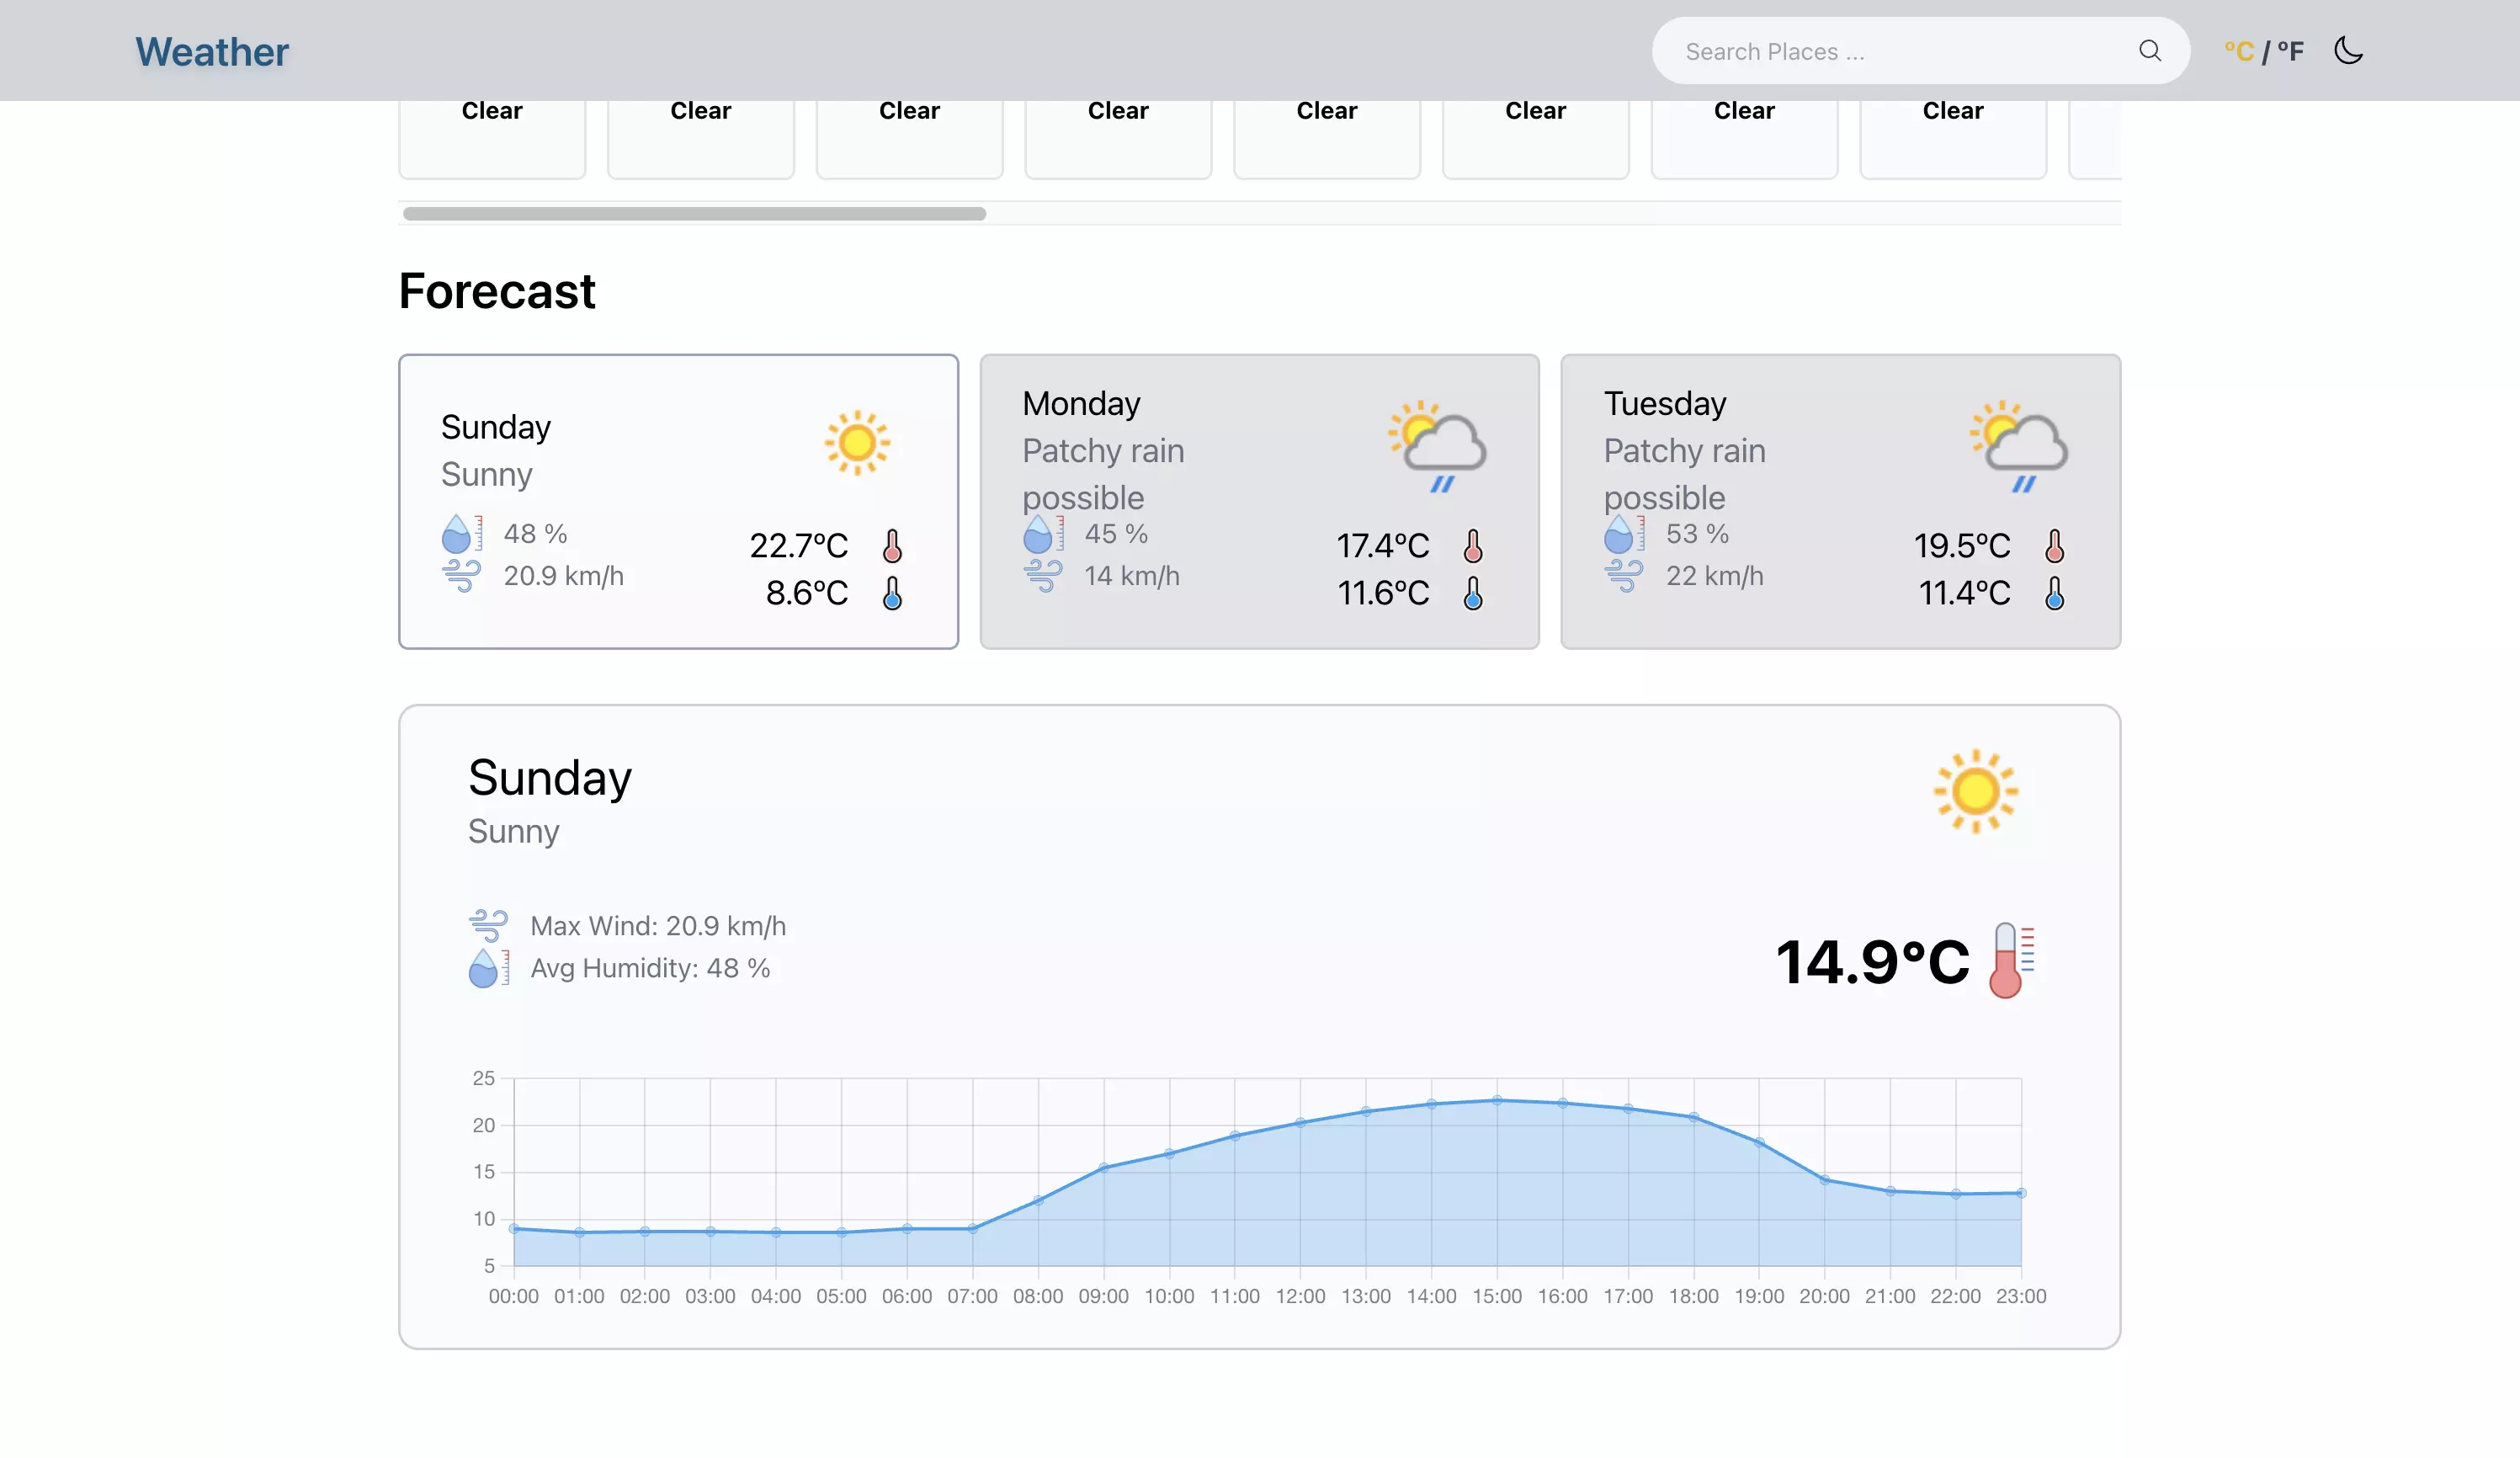 Weather
Search Places ...
°C / °F
Clear Clear Clear Clear Clear Clear Clear Clear
Forecast
Sunday
Sunny
48 %
20.9 km/h
22.7°C
8.6°C
Monday
Patchy rain
possible
45 %
14 km/h
17.4°C
11.6°C
Tuesday
Patchy rain
possible
53 %
22 km/h
19.5°C
11.4°C
Sunday
Sunny
Max Wind: 20.9 km/h
Avg Humidity: 48 %
14.9°C
25
20
15
10
5
00:00 01:00 02:00 03:00 04:00 05:00 06:00 07:00 08:00 09:00 10:00 11:00 12:00 13:00 14:00 15:00 16:00 17:00 18:00 19:00 20:00 21:00 22:00 23:00